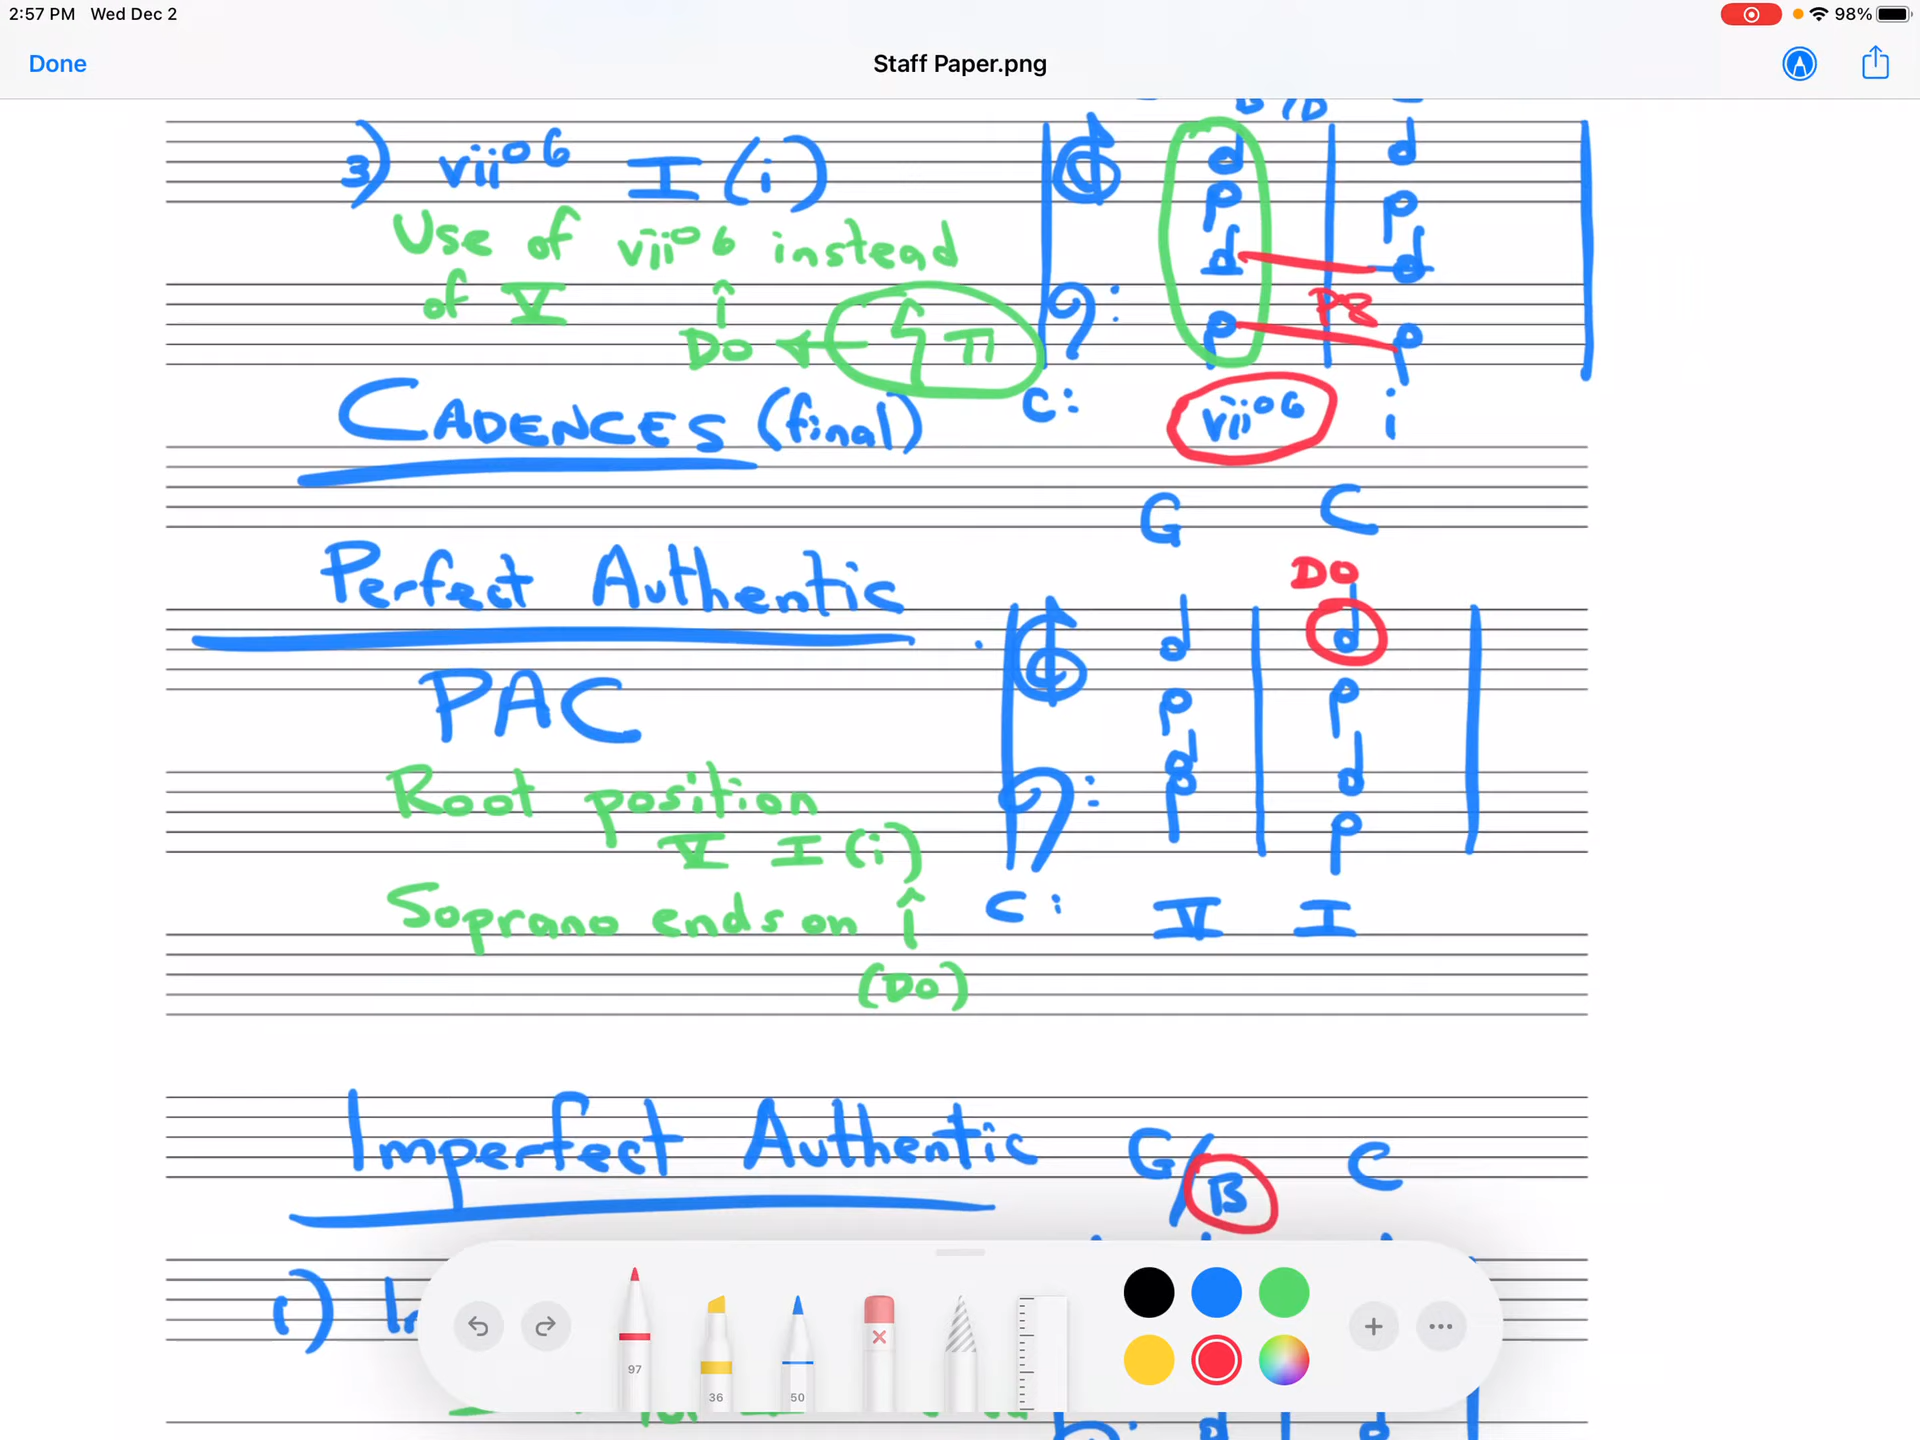 2:57 PM Wed Dec 2
98%
Done
Staff Paper.png
3) vii°6 I (i)
Use of vii°6 instead
of V
1̂
Do ← ϟ π
P8
C: vii°6 i
CADENCES (final)
G C
Perfect Authentic
DO
PAC
Root position
V I (i)
Soprano ends on 1̂
(DO)
C: V I
Imperfect Authentic
G/B C
1)
97
36
50